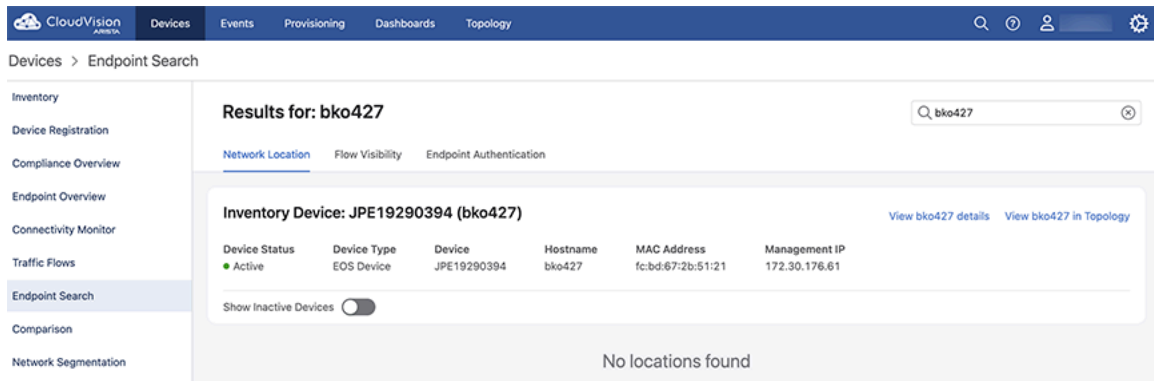 CloudVision
ARISTA
Devices Events Provisioning Dashboards Topology
Devices > Endpoint Search
Inventory
Device Registration
Compliance Overview
Endpoint Overview
Connectivity Monitor
Traffic Flows
Endpoint Search
Comparison
Network Segmentation
Results for: bko427
bko427
Network Location Flow Visibility Endpoint Authentication
Inventory Device: JPE19290394 (bko427)
View bko427 details View bko427 in Topology
Device Status Device Type Device Hostname MAC Address Management IP
Active EOS Device JPE19290394 bko427 fc:bd:67:2b:51:21 172.30.176.61
Show Inactive Devices
No locations found